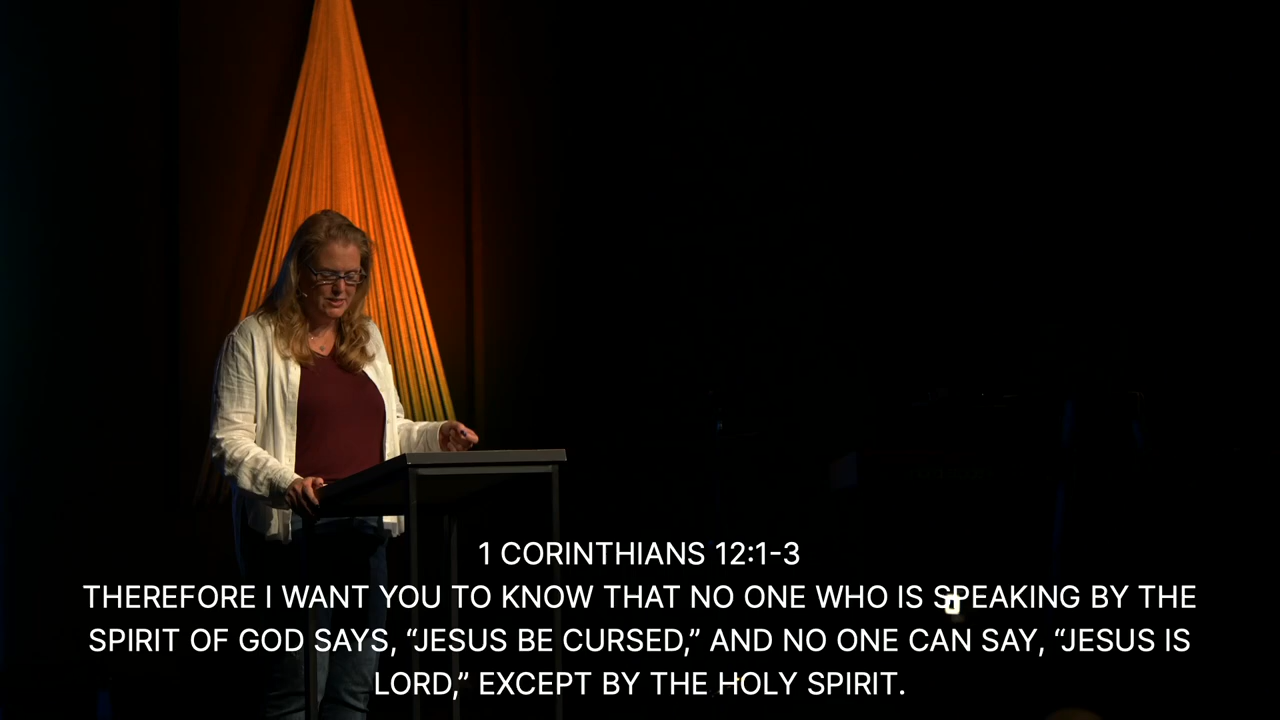 1 CORINTHIANS 12:1-3
THEREFORE I WANT YOU TO KNOW THAT NO ONE WHO IS SPEAKING BY THE
SPIRIT OF GOD SAYS, “JESUS BE CURSED,” AND NO ONE CAN SAY, “JESUS IS
LORD,” EXCEPT BY THE HOLY SPIRIT.